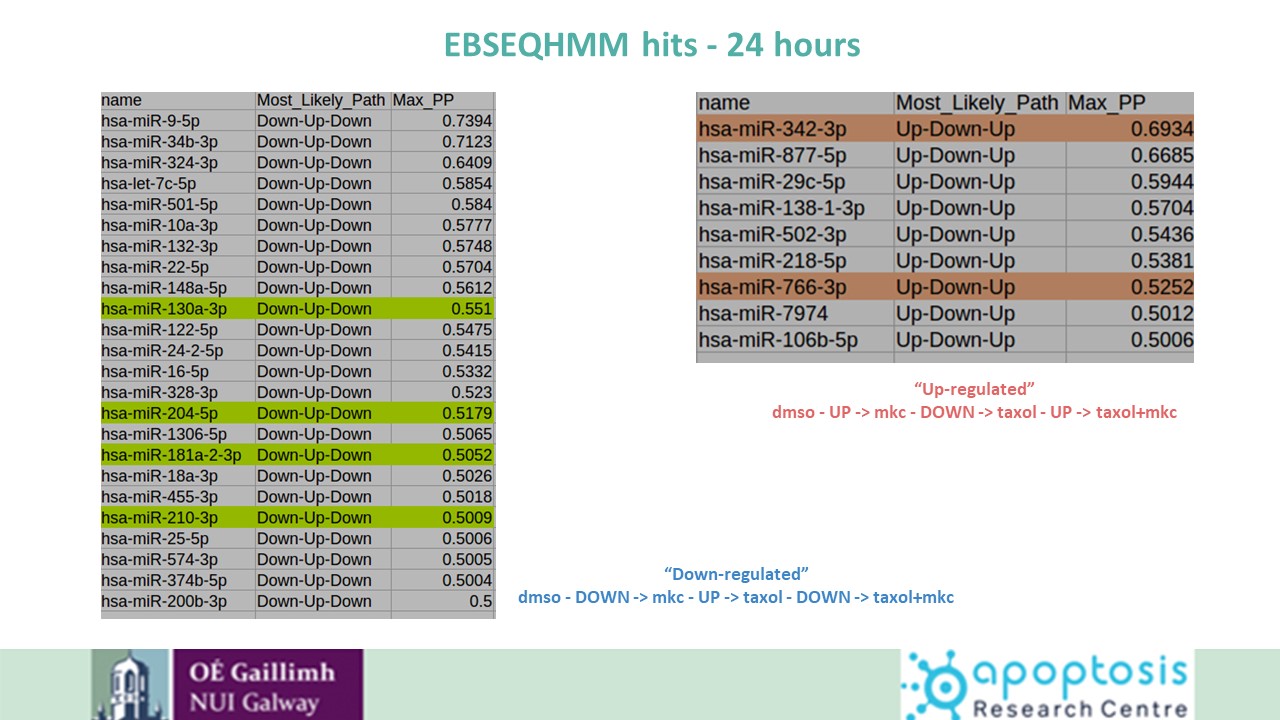 EBSEQHMM hits - 24 hours
name Most_Likely_Path Max_PP
hsa-miR-9-5p Down-Up-Down 0.7394
hsa-miR-34b-3p Down-Up-Down 0.7123
hsa-miR-324-3p Down-Up-Down 0.6409
hsa-let-7c-5p Down-Up-Down 0.5854
hsa-miR-501-5p Down-Up-Down 0.584
hsa-miR-10a-3p Down-Up-Down 0.5777
hsa-miR-132-3p Down-Up-Down 0.5748
hsa-miR-22-5p Down-Up-Down 0.5704
hsa-miR-148a-5p Down-Up-Down 0.5612
hsa-miR-130a-3p Down-Up-Down 0.551
hsa-miR-122-5p Down-Up-Down 0.5475
hsa-miR-24-2-5p Down-Up-Down 0.5415
hsa-miR-16-5p Down-Up-Down 0.5332
hsa-miR-328-3p Down-Up-Down 0.523
hsa-miR-204-5p Down-Up-Down 0.5179
hsa-miR-1306-5p Down-Up-Down 0.5065
hsa-miR-181a-2-3p Down-Up-Down 0.5052
hsa-miR-18a-3p Down-Up-Down 0.5026
hsa-miR-455-3p Down-Up-Down 0.5018
hsa-miR-210-3p Down-Up-Down 0.5009
hsa-miR-25-5p Down-Up-Down 0.5006
hsa-miR-574-3p Down-Up-Down 0.5005
hsa-miR-374b-5p Down-Up-Down 0.5004
hsa-miR-200b-3p Down-Up-Down 0.5
name Most_Likely_Path Max_PP
hsa-miR-342-3p Up-Down-Up 0.6934
hsa-miR-877-5p Up-Down-Up 0.6685
hsa-miR-29c-5p Up-Down-Up 0.5944
hsa-miR-138-1-3p Up-Down-Up 0.5704
hsa-miR-502-3p Up-Down-Up 0.5436
hsa-miR-218-5p Up-Down-Up 0.5381
hsa-miR-766-3p Up-Down-Up 0.5252
hsa-miR-7974 Up-Down-Up 0.5012
hsa-miR-106b-5p Up-Down-Up 0.5006
“Up-regulated”
dmso - UP -> mkc - DOWN -> taxol - UP -> taxol+mkc
“Down-regulated”
dmso - DOWN -> mkc - UP -> taxol - DOWN -> taxol+mkc
OÉ Gaillimh
NUI Galway
apoptosis
Research Centre